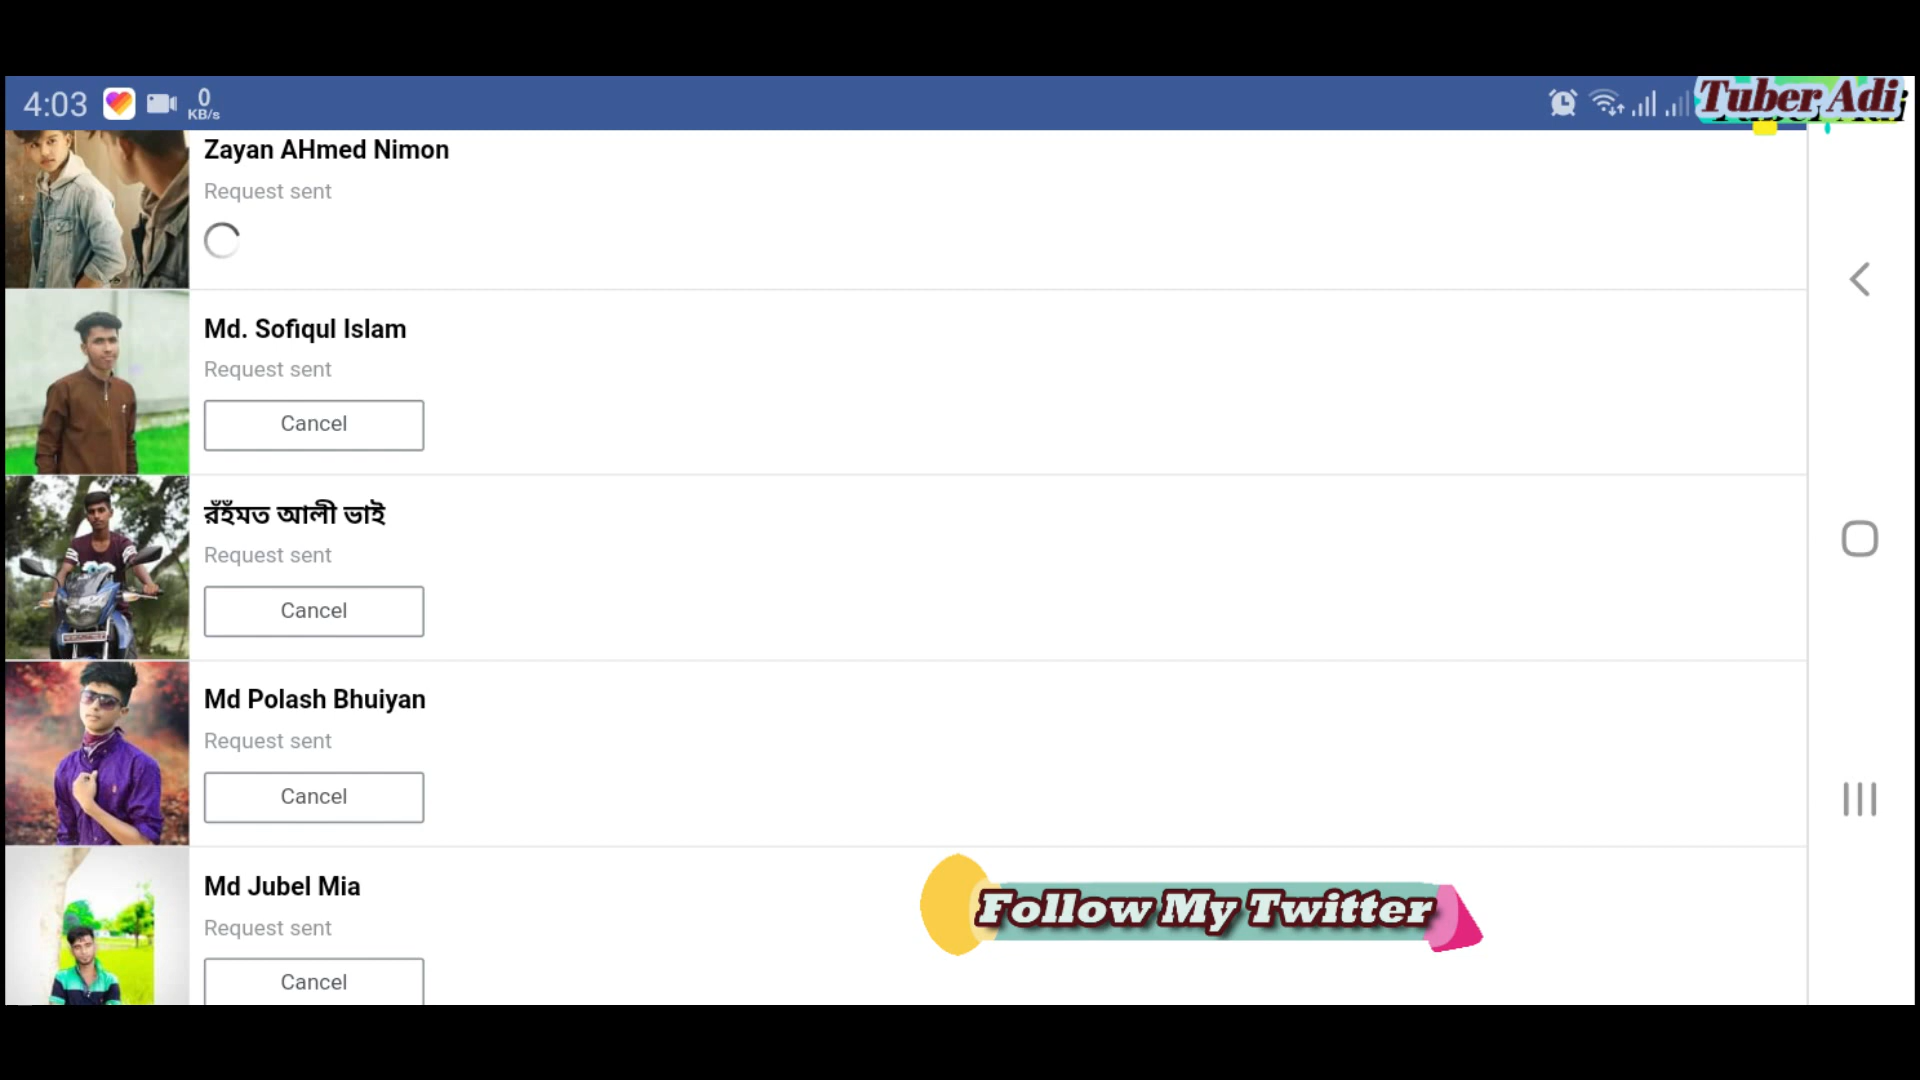 4:03
0
KB/s
Tuber Adi
Zayan AHmed Nimon
Request sent
Md. Sofiqul Islam
Request sent
Cancel
রঁহঁমত আলী ভাই
Request sent
Cancel
Md Polash Bhuiyan
Request sent
Cancel
Md Jubel Mia
Request sent
Cancel
Follow My Twitter